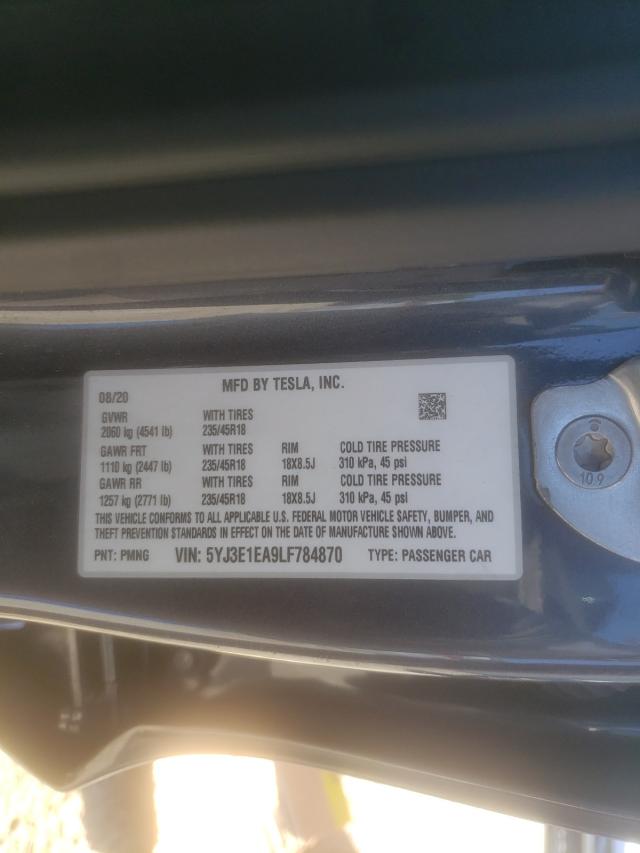 MFD BY TESLA, INC.
08/20
GVWR WITH TIRES
2060 kg (4541 lb) 235/45R18
GAWR FRT WITH TIRES RIM COLD TIRE PRESSURE
1110 kg (2447 lb) 235/45R18 18X8.5J 310 kPa, 45 psi
GAWR RR WITH TIRES RIM COLD TIRE PRESSURE
1257 kg (2771 lb) 235/45R18 18X8.5J 310 kPa, 45 psi
THIS VEHICLE CONFORMS TO ALL APPLICABLE U.S. FEDERAL MOTOR VEHICLE SAFETY, BUMPER, AND
THEFT PREVENTION STANDARDS IN EFFECT ON THE DATE OF MANUFACTURE SHOWN ABOVE.
PNT: PMNG VIN: 5YJ3E1EA9LF784870 TYPE: PASSENGER CAR
10.9